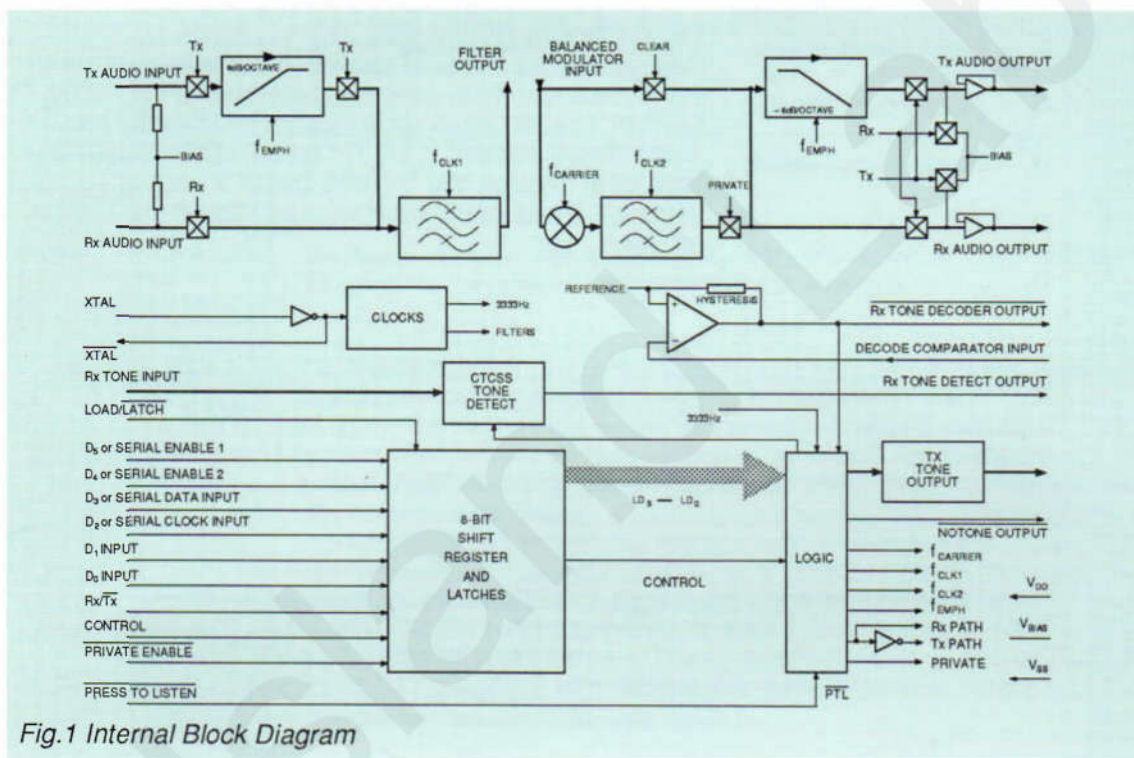 Tx
Tx
FILTER OUTPUT
BALANCED MODULATOR INPUT
CLEAR
Tx AUDIO INPUT
6dB/OCTAVE
Tx AUDIO OUTPUT
-6dB/OCTAVE
fEMPH
Rx
BIAS
fCLK1
fCARRIER
fCLK2
fEMPH
BIAS
Tx
Rx
PRIVATE
Rx AUDIO INPUT
Rx AUDIO OUTPUT
XTAL
CLOCKS
3333Hz
FILTERS
REFERENCE
HYSTERESIS
+
−
Rx TONE DECODER OUTPUT
XTAL
DECODE COMPARATOR INPUT
Rx TONE INPUT
CTCSS TONE DETECT
Rx TONE DETECT OUTPUT
LOAD/LATCH
3333Hz
D5 or SERIAL ENABLE 1
D4 or SERIAL ENABLE 2
D3 or SERIAL DATA INPUT
D2 or SERIAL CLOCK INPUT
D1 INPUT
D0 INPUT
Rx/Tx
CONTROL
PRIVATE ENABLE
PRESS TO LISTEN
8-BIT
SHIFT
REGISTER
AND
LATCHES
LD5 — LD0
CONTROL
LOGIC
TX
TONE
OUTPUT
NOTONE OUTPUT
fCARRIER
fCLK1
fCLK2
fEMPH
Rx PATH
Tx PATH
PRIVATE
VDD
VBIAS
VSS
PTL
Fig.1 Internal Block Diagram